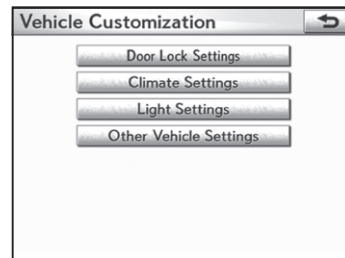 Vehicle Customization
Door Lock Settings
Climate Settings
Light Settings
Other Vehicle Settings